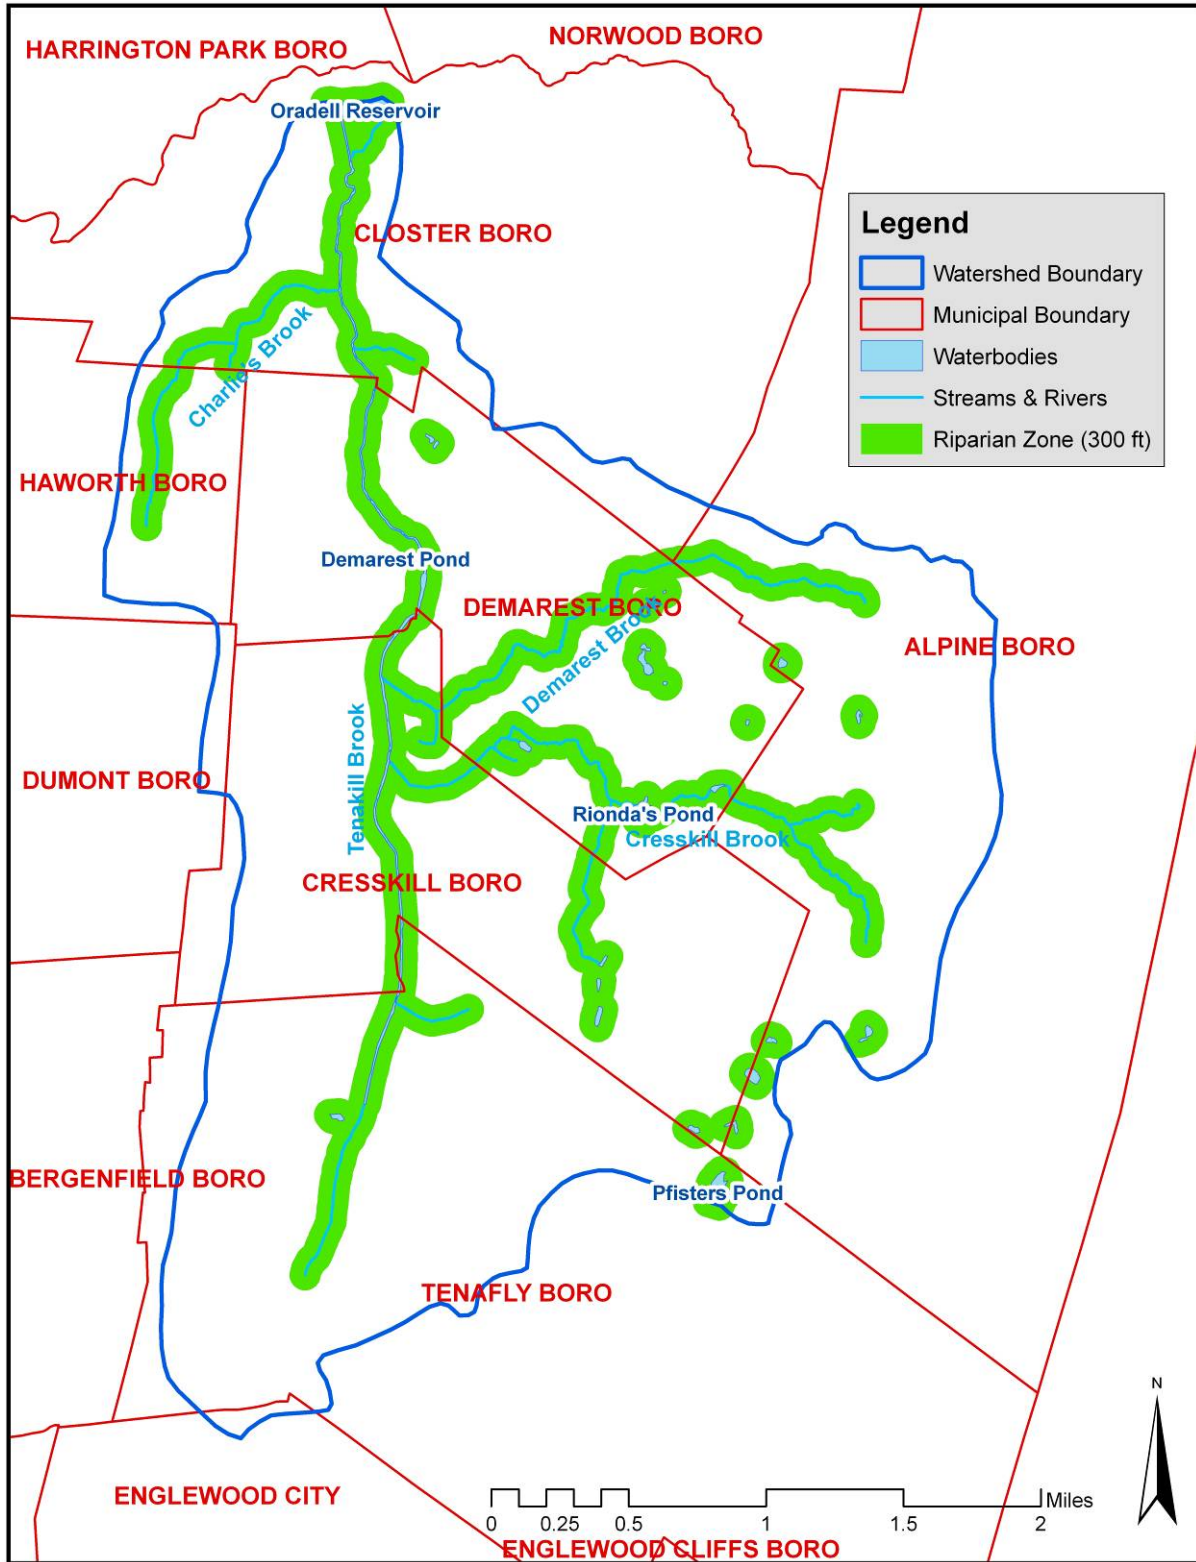 NORWOOD BORO
HARRINGTON PARK BORO
Oradell Reservoir
CLOSTER BORO
Legend
Watershed Boundary
Municipal Boundary
Waterbodies
Streams & Rivers
Riparian Zone (300 ft)
Charlie's Brook
HAWORTH BORO
Demarest Pond
DEMAREST BORO
Demarest Brook
ALPINE BORO
Tenakill Brook
DUMONT BORO
Rionda's Pond
Cresskill Brook
CRESSKILL BORO
BERGENFIELD BORO
Pfisters Pond
TENAFLY BORO
N
ENGLEWOOD CITY
Miles
0 0.25 0.5 1 1.5 2
ENGLEWOOD CLIFFS BORO